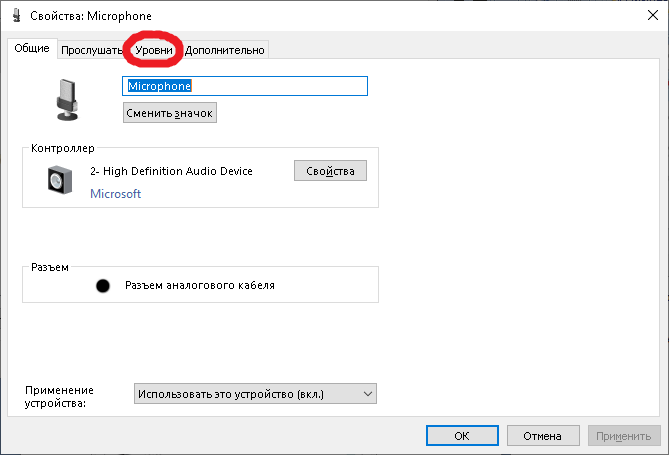 Свойства: Microphone
Общие Прослушать Уровни Дополнительно
Microphone
Сменить значок
Контроллер
2- High Definition Audio Device Свойства
Microsoft
Разъем
Разъем аналогового кабеля
Применение Использовать это устройство (вкл.)
устройства:
OK Отмена Применить